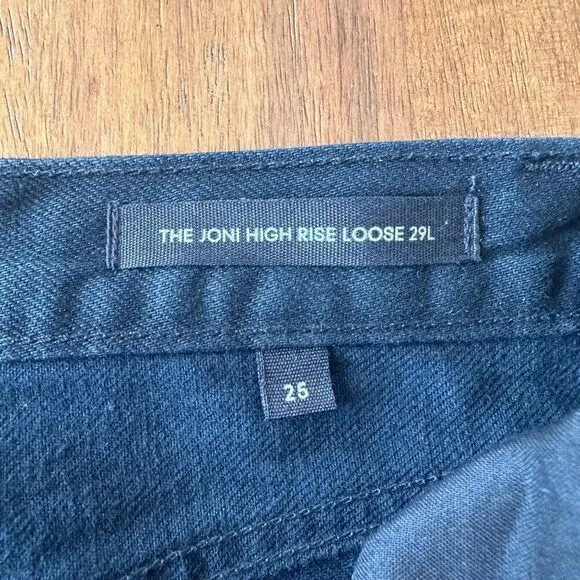 THE JONI HIGH RISE LOOSE 29L
25